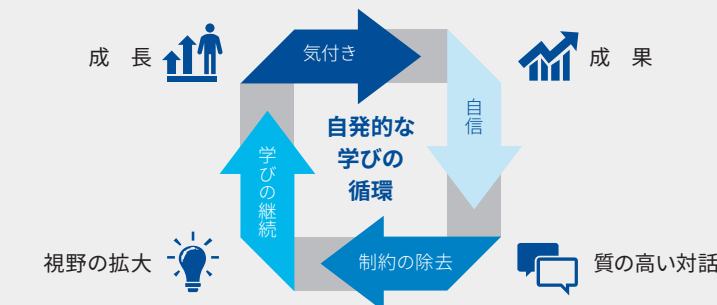 成　長
気付き
成　果
自発的な
学びの
循環
自信
学びの継続
視野の拡大
制約の除去
質の高い対話